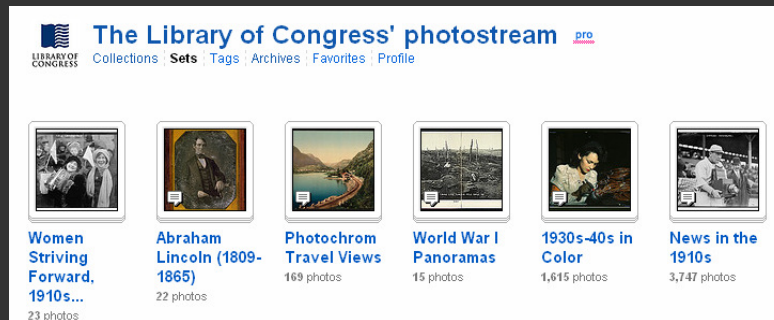 The Library of Congress' photostream pro
LIBRARY OF
CONGRESS
Collections Sets Tags Archives Favorites Profile
Women
Striving
Forward,
1910s...
23 photos
Abraham
Lincoln (1809-
1865)
22 photos
Photochrom
Travel Views
169 photos
World War I
Panoramas
15 photos
1930s-40s in
Color
1,615 photos
News in the
1910s
3,747 photos